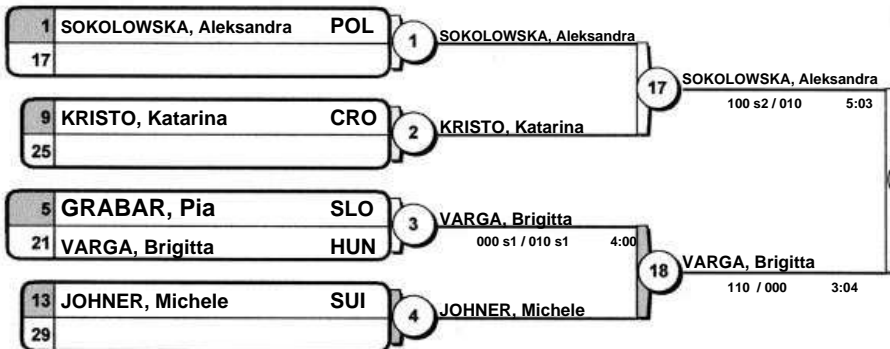 1 SOKOLOWSKA, Aleksandra POL
17
1
SOKOLOWSKA, Aleksandra
9 KRISTO, Katarina CRO
25
2
KRISTO, Katarina
17
SOKOLOWSKA, Aleksandra
100 s2 / 010 5:03
5 GRABAR, Pia SLO
21 VARGA, Brigitta HUN
3
VARGA, Brigitta
000 s1 / 010 s1 4:00
13 JOHNER, Michele SUI
29
4
JOHNER, Michele
18
VARGA, Brigitta
110 / 000 3:04